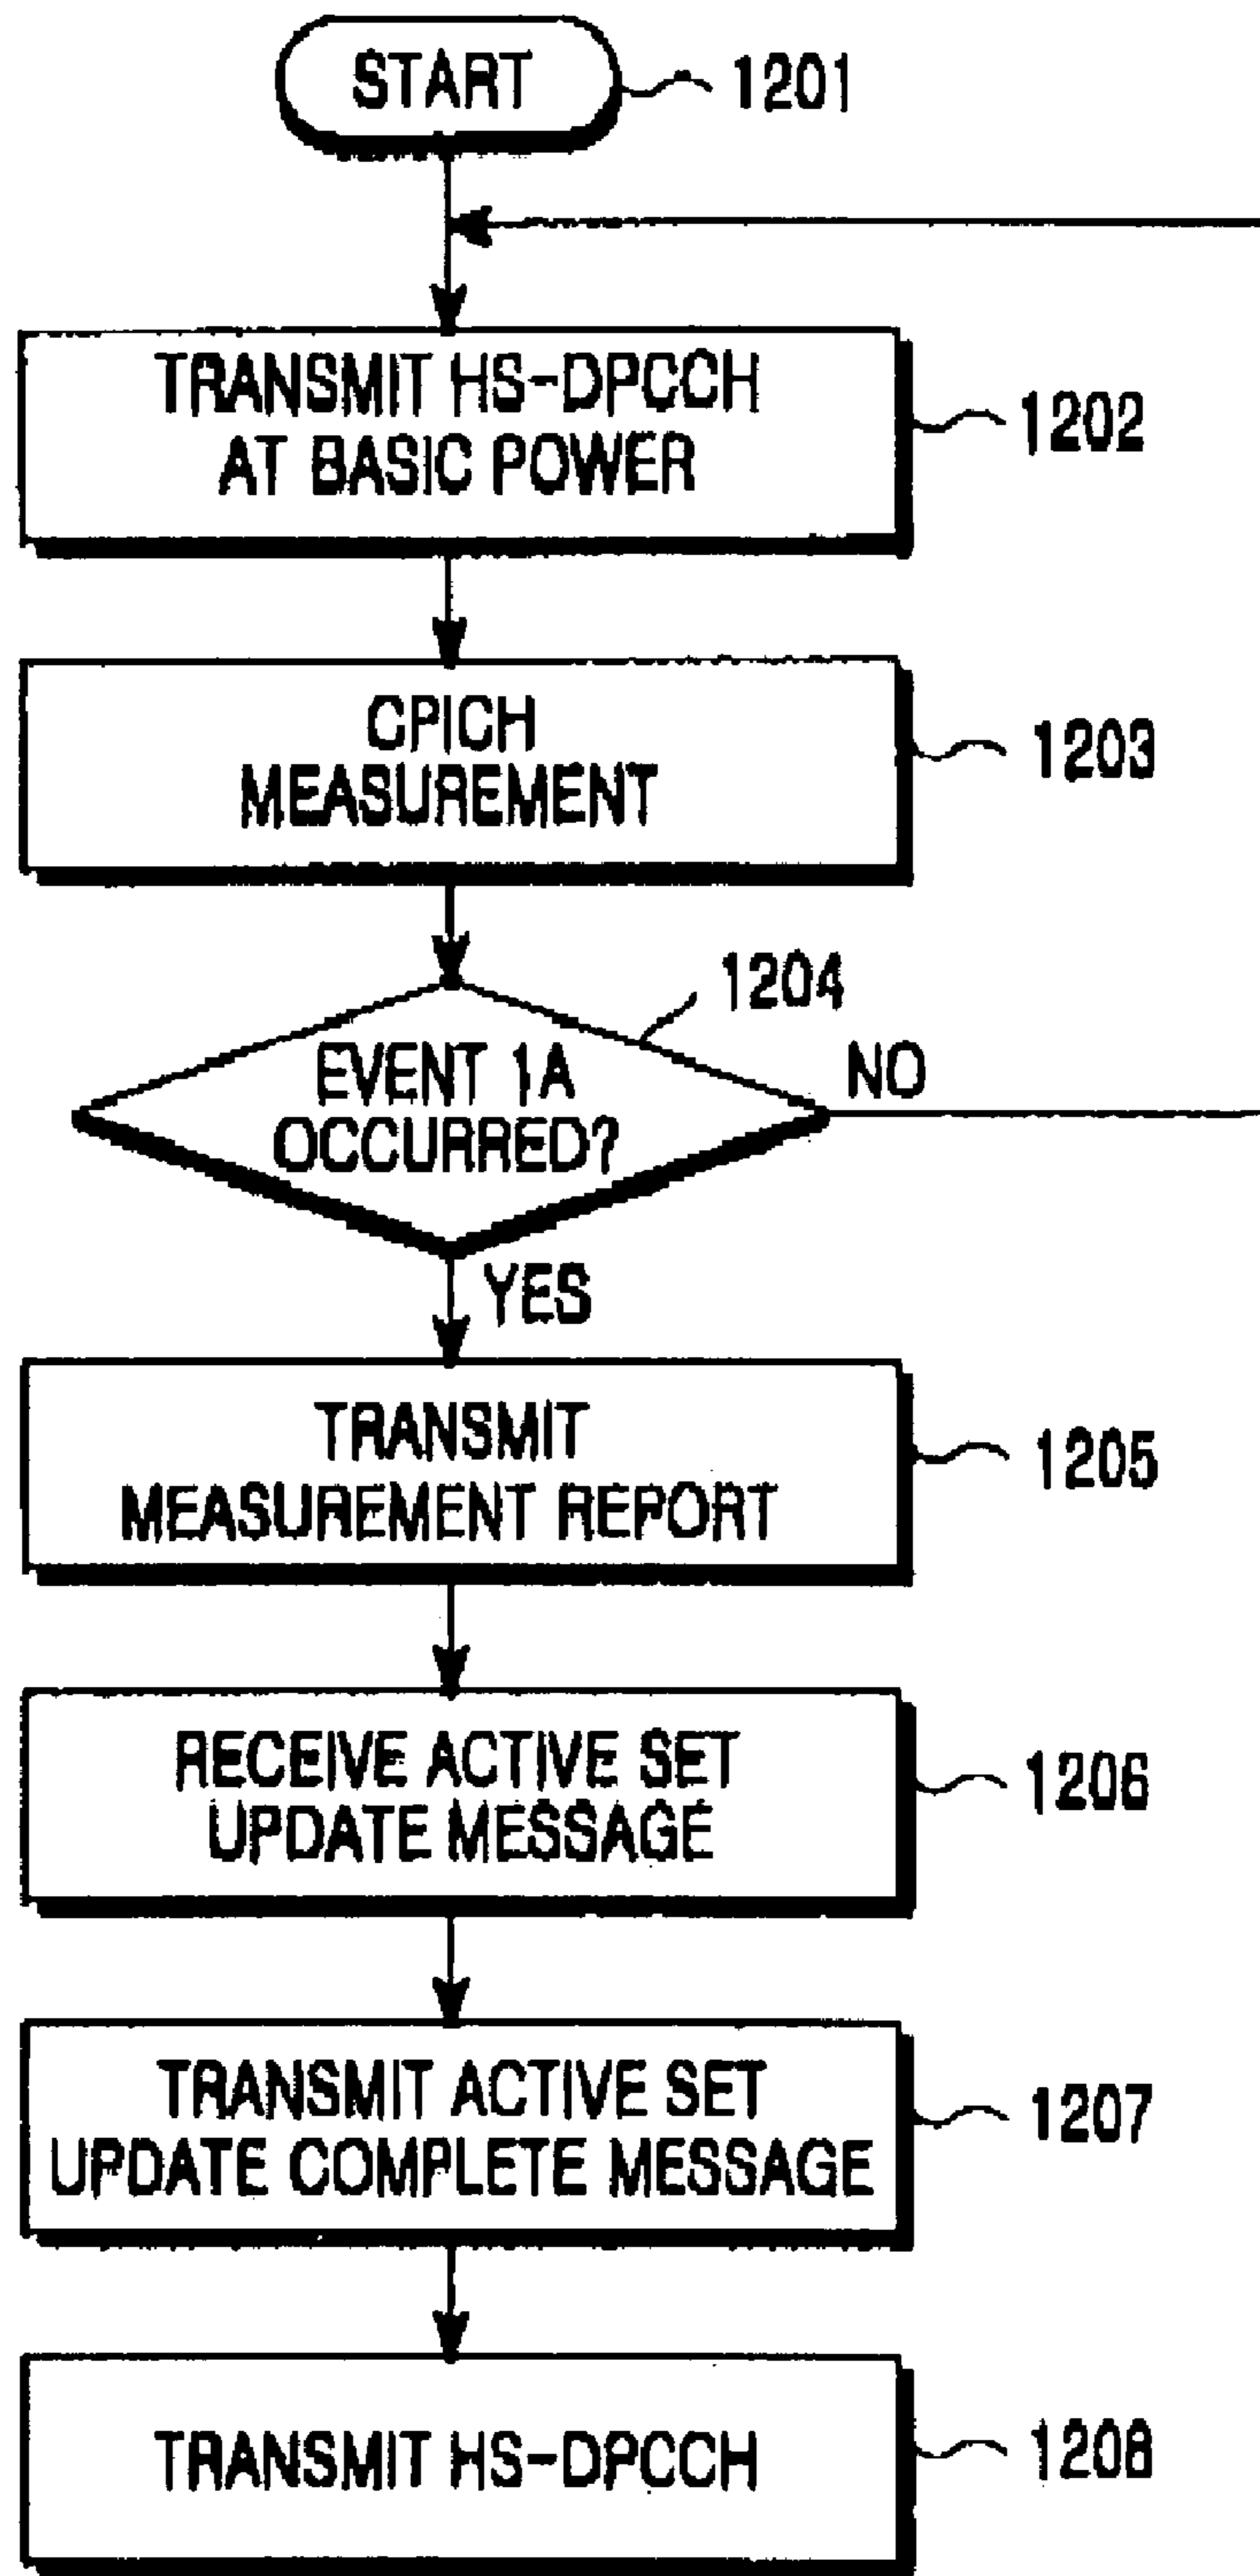 START
1201
TRANSMIT HS-DPCCH
AT BASIC POWER
1202
CPICH
MEASUREMENT
1203
1204
EVENT 1A
OCCURRED?
NO
YES
TRANSMIT
MEASUREMENT REPORT
1205
RECEIVE ACTIVE SET
UPDATE MESSAGE
1206
TRANSMIT ACTIVE SET
UPDATE COMPLETE MESSAGE
1207
TRANSMIT HS-DPCCH
1208